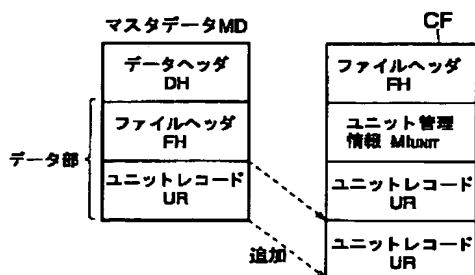 マスタデータMD
データヘッダ
DH
ファイルヘッダ
FH
ユニットレコード
UR
データ部
追加
CF
ファイルヘッダ
FH
ユニット管理
情報 MIUNIT
ユニットレコード
UR
ユニットレコード
UR